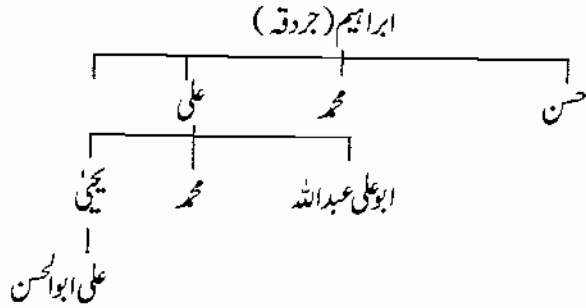 ابراہیم (جردقہ)
حسن محمد علی
ابوعلی عبداللہ محمد یحییٰ
علی ابوالحسن